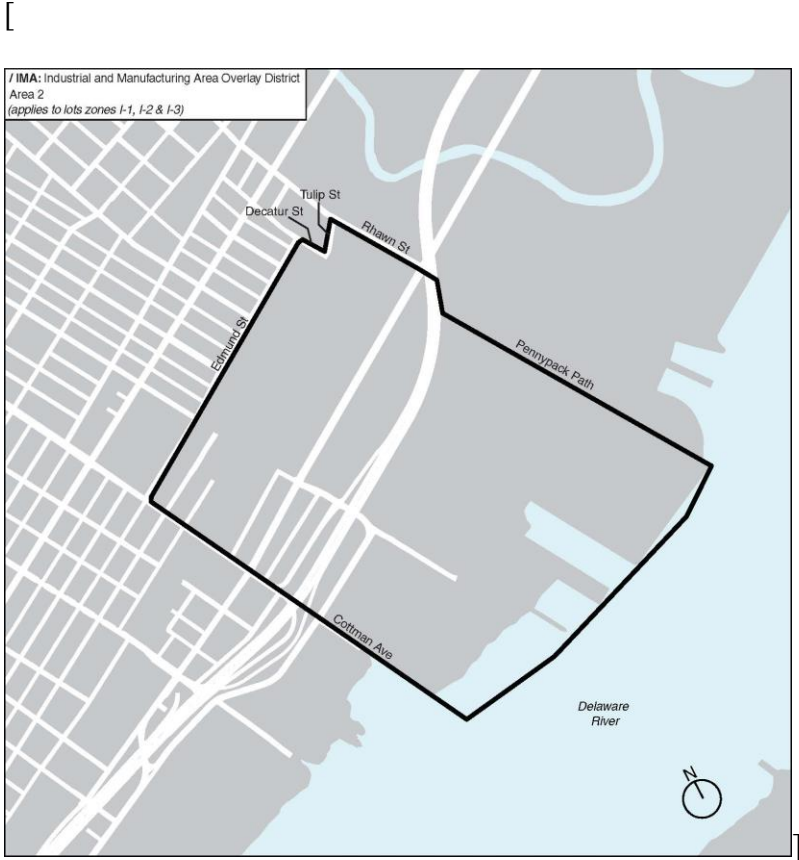 [
/ IMA: Industrial and Manufacturing Area Overlay District
Area 2
(applies to lots zones I-1, I-2 & I-3)
Tulip St
Decatur St
Rhawn St
Edmund St
Pennypack Path
Cottman Ave
Delaware
River
N
]